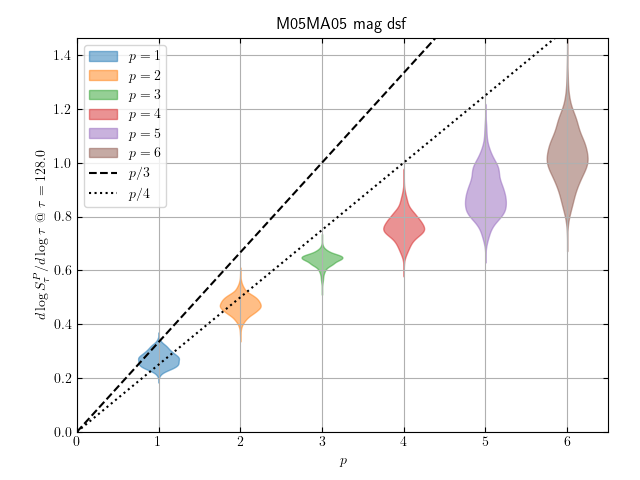 M05MA05 mag dsf
p = 1
p = 2
p = 3
p = 4
p = 5
p = 6
p/3
p/4
1.4
1.2
1.0
0.8
0.6
0.4
0.2
0.0
d log S_τ^P / d log τ @ τ = 128.0
0 1 2 3 4 5 6
p